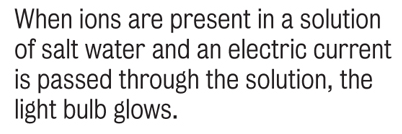 When ions are present in a solution
of salt water and an electric current
is passed through the solution, the
light bulb glows.